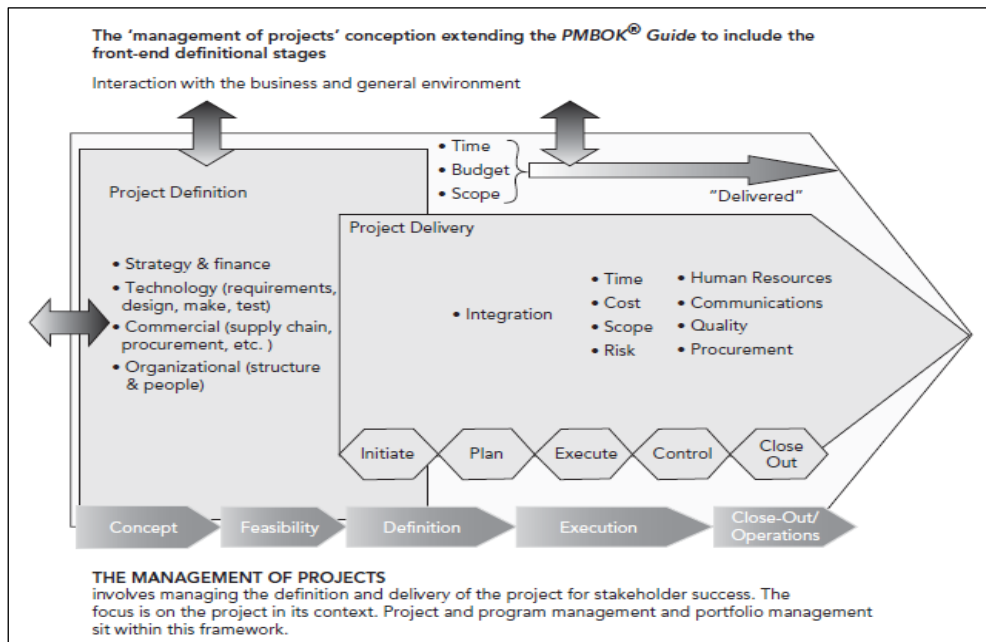 The 'management of projects' conception extending the PMBOK® Guide to include the
front-end definitional stages
Interaction with the business and general environment
• Time
• Budget
• Scope
"Delivered"
Project Definition
• Strategy & finance
• Technology (requirements,
design, make, test)
• Commercial (supply chain,
procurement, etc. )
• Organizational (structure
& people)
Project Delivery
• Integration
• Time
• Cost
• Scope
• Risk
• Human Resources
• Communications
• Quality
• Procurement
Initiate
Plan
Execute
Control
Close
Out
Concept
Feasibility
Definition
Execution
Close-Out/
Operations
THE MANAGEMENT OF PROJECTS
involves managing the definition and delivery of the project for stakeholder success. The
focus is on the project in its context. Project and program management and portfolio management
sit within this framework.